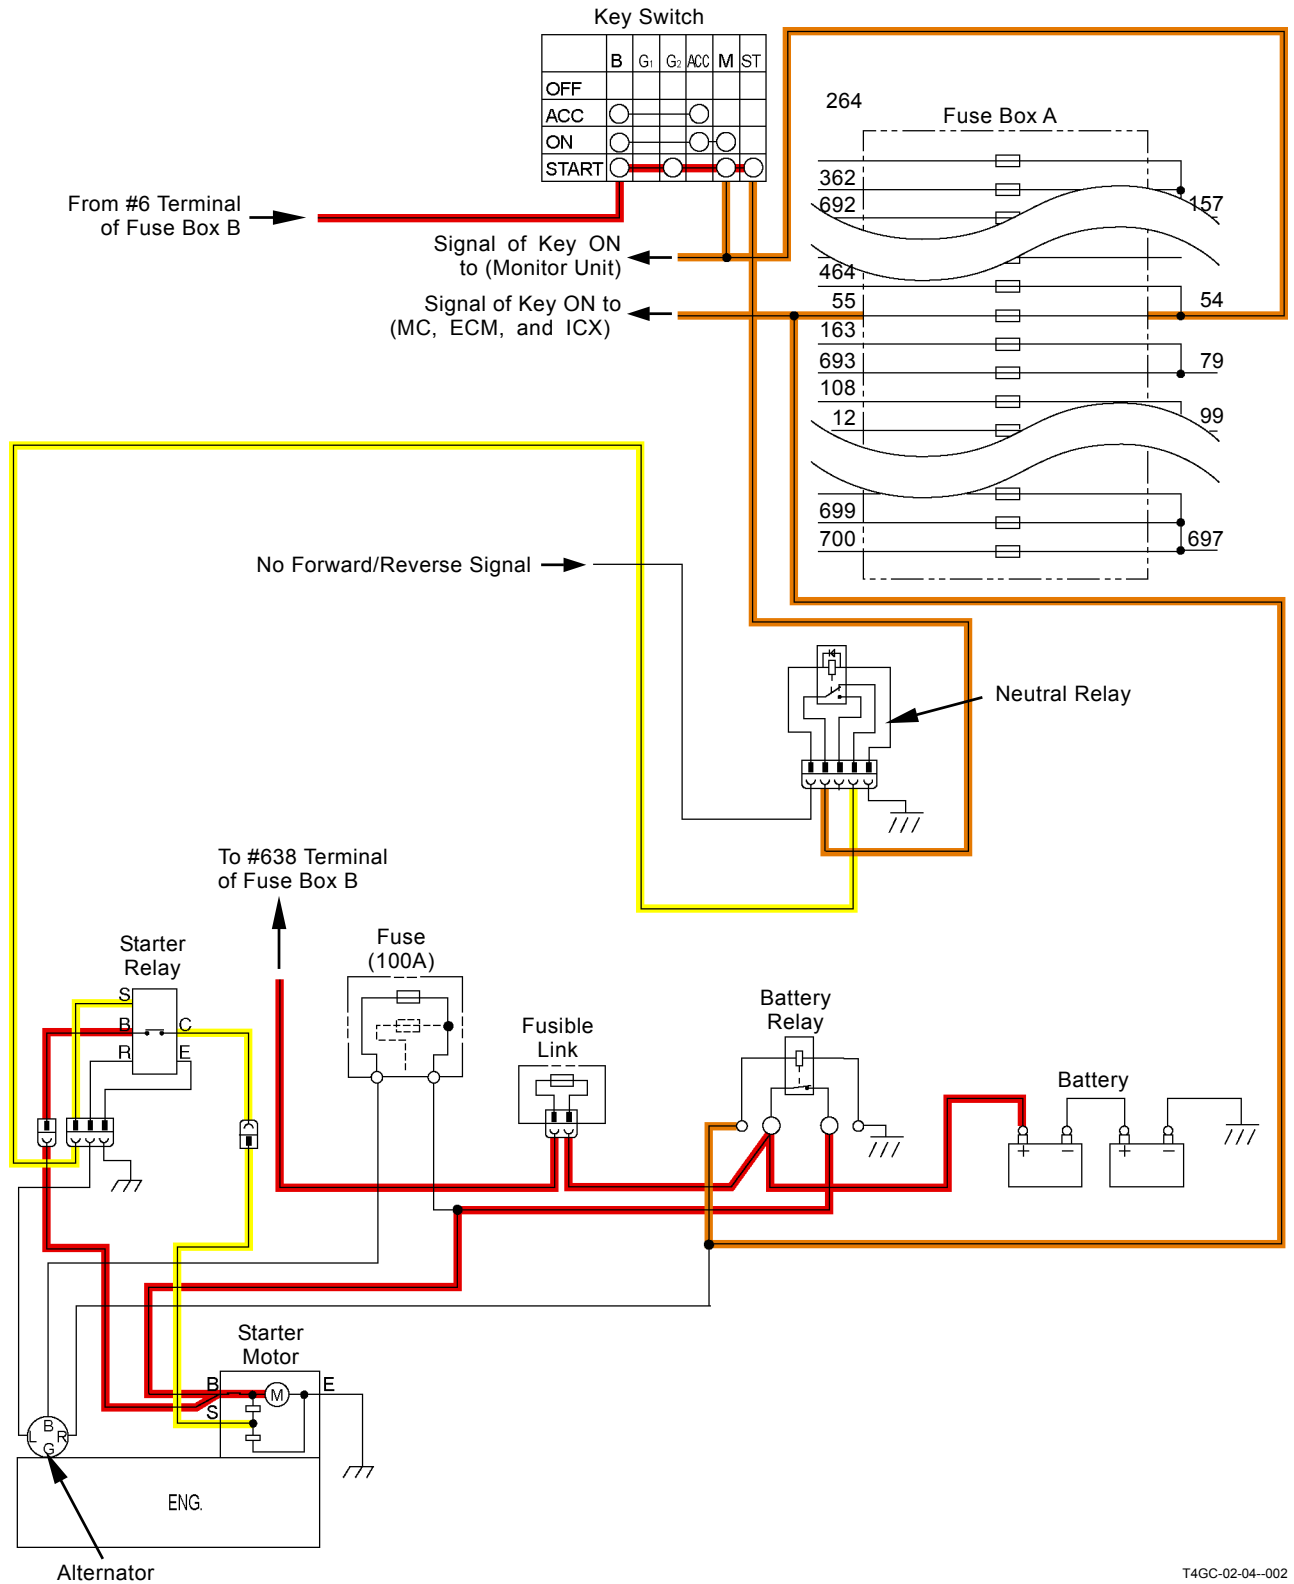 Key Switch
B G1 G2 ACC M ST
OFF
ACC
ON
START
264
Fuse Box A
362
692
157
From #6 Terminal
of Fuse Box B
Signal of Key ON
to (Monitor Unit)
464
Signal of Key ON to
(MC, ECM, and ICX)
55
54
163
693
79
108
12
99
699
700
697
No Forward/Reverse Signal
Neutral Relay
To #638 Terminal
of Fuse Box B
Starter
Relay
S
B
C
R
E
Fuse
(100A)
Fusible
Link
Battery
Relay
Battery
+ − + −
Starter
Motor
B
M
E
S
B
L
R
G
ENG.
Alternator
T4GC-02-04--002